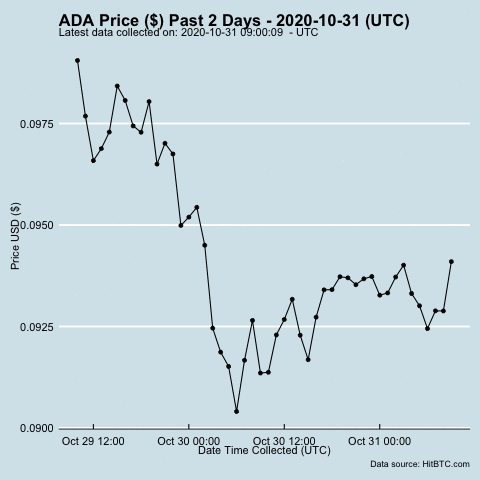 ADA Price ($) Past 2 Days - 2020-10-31 (UTC)
Latest data collected on: 2020-10-31 09:00:09 - UTC
0.0975
0.0950
0.0925
0.0900
Price USD ($)
Oct 29 12:00 Oct 30 00:00 Oct 30 12:00 Oct 31 00:00
Date Time Collected (UTC)
Data source: HitBTC.com